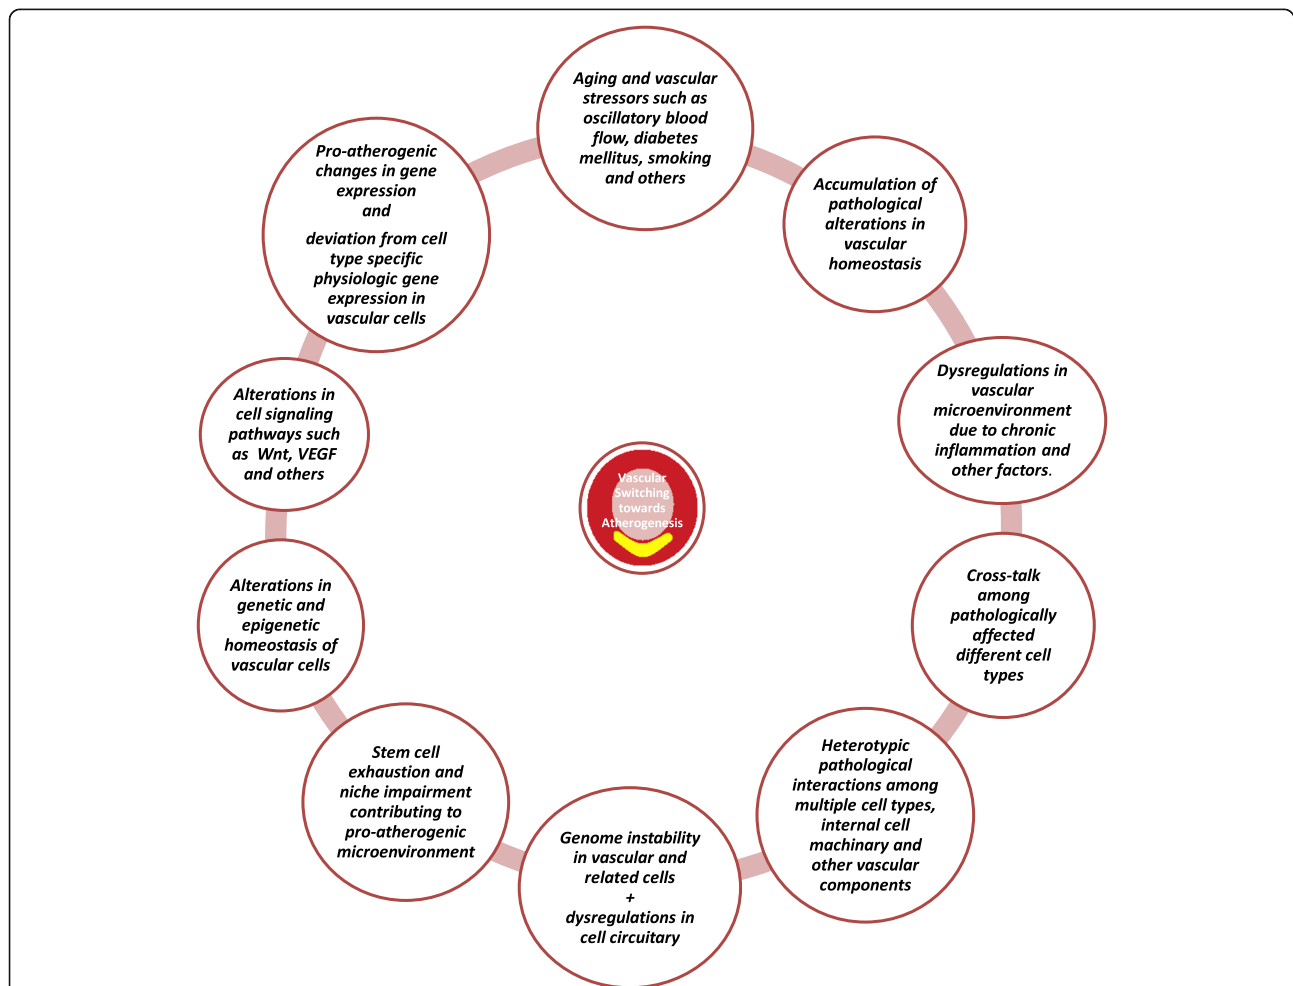 Aging and vascular
stressors such as
oscillatory blood
flow, diabetes
mellitus, smoking
and others
Accumulation of
pathological
alterations in
vascular
homeostasis
Dysregulations in
vascular
microenvironment
due to chronic
inflammation and
other factors.
Cross-talk
among
pathologically
affected
different cell
types
Heterotypic
pathological
interactions among
multiple cell types,
internal cell
machinary and
other vascular
components
Genome instability
in vascular and
related cells
+
dysregulations in
cell circuitary
Stem cell
exhaustion and
niche impairment
contributing to
pro-atherogenic
microenvironment
Alterations in
genetic and
epigenetic
homeostasis of
vascular cells
Alterations in
cell signaling
pathways such
as Wnt, VEGF
and others
Pro-atherogenic
changes in gene
expression
and
deviation from cell
type specific
physiologic gene
expression in
vascular cells
Vascular
Switching
towards
Atherogenesis